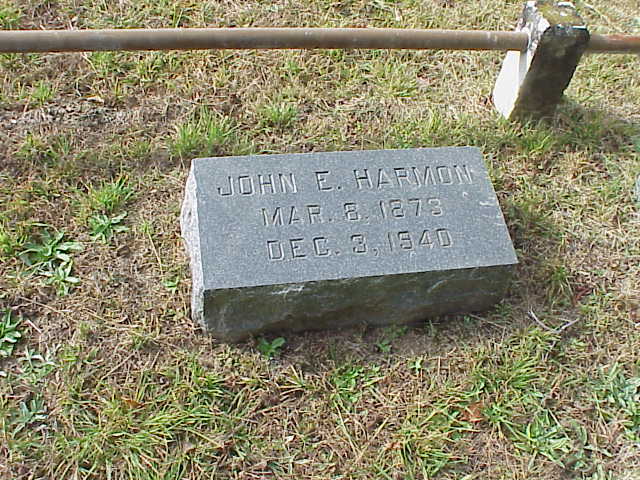 JOHN E. HARMON
MAR. 8, 1873
DEC. 3, 1940